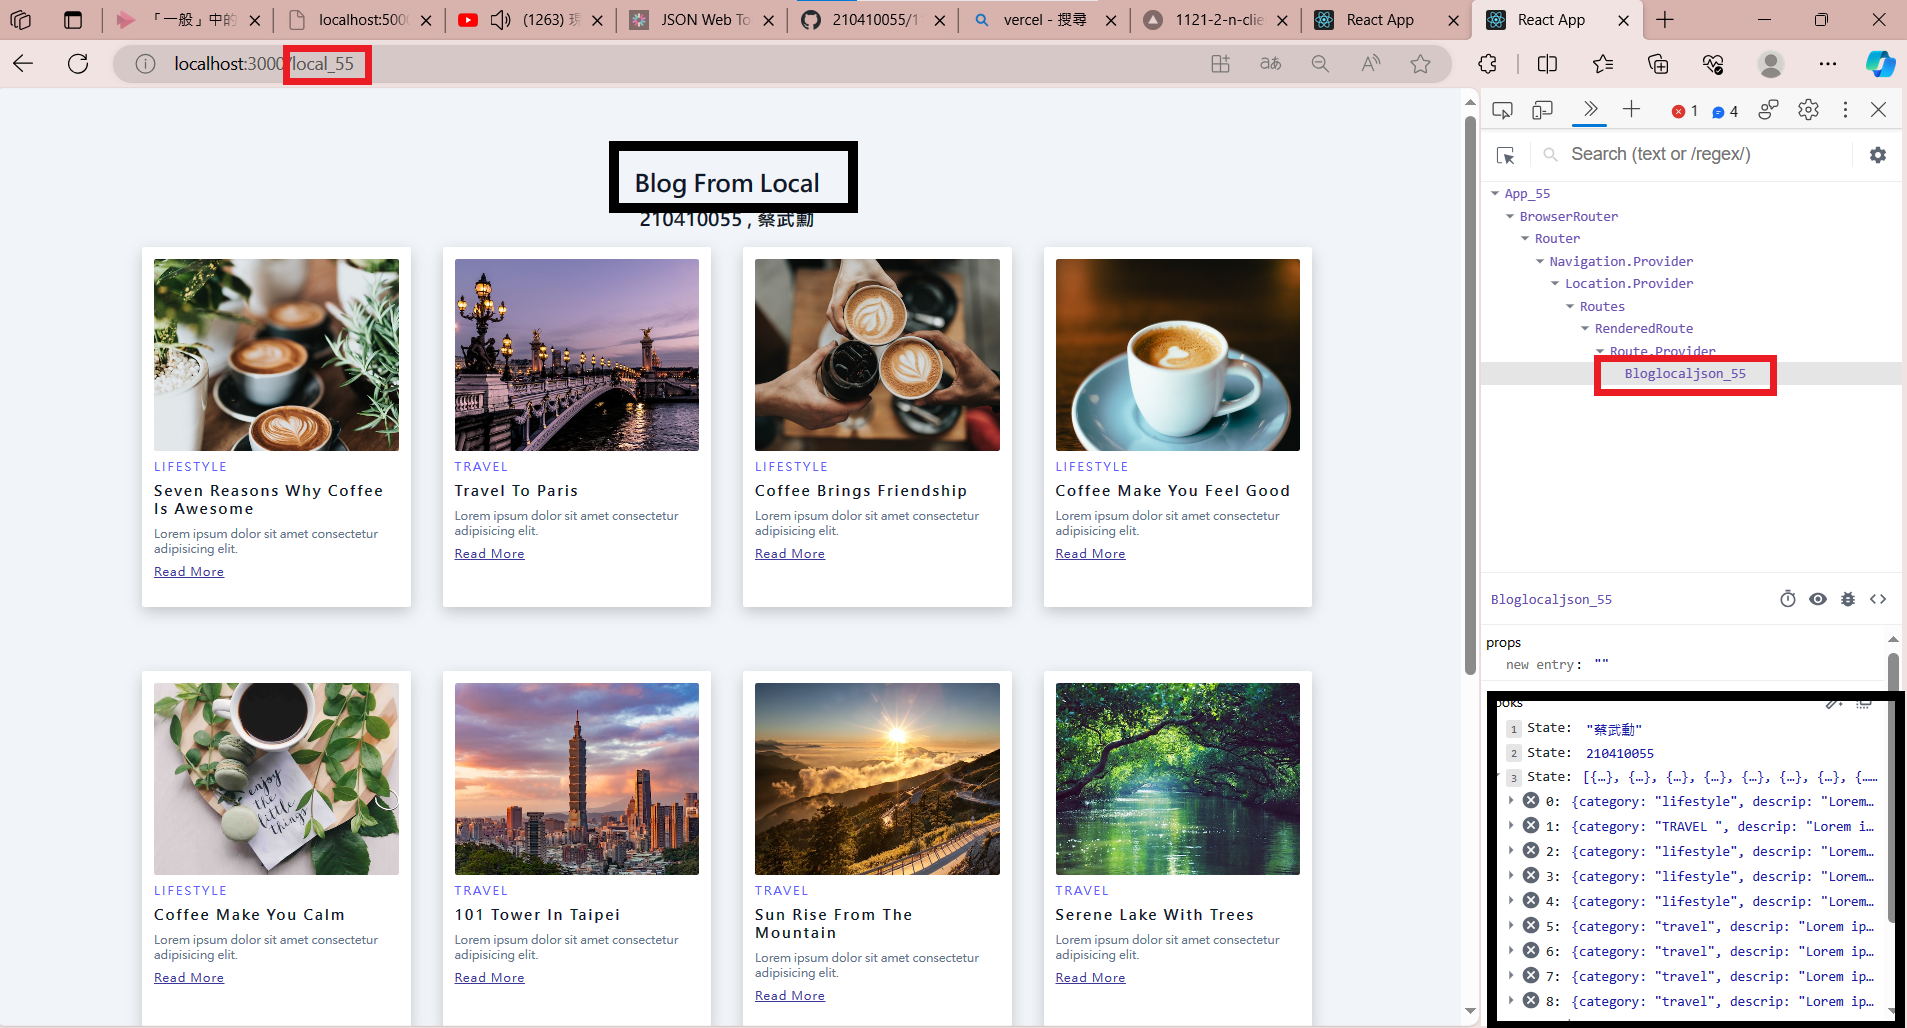 「一般」中的
localhost:5000
(1263) 現
JSON Web To
210410055/1
vercel - 搜尋
1121-2-n-clie
React App
React App
localhost:3000/local_55
1
4
Search (text or /regex/)
Blog From Local
210410055 , 蔡武勳
LIFESTYLE
Seven Reasons Why Coffee
Is Awesome
Lorem ipsum dolor sit amet consectetur
adipisicing elit.
Read More
TRAVEL
Travel To Paris
Lorem ipsum dolor sit amet consectetur
adipisicing elit.
Read More
LIFESTYLE
Coffee Brings Friendship
Lorem ipsum dolor sit amet consectetur
adipisicing elit.
Read More
LIFESTYLE
Coffee Make You Feel Good
Lorem ipsum dolor sit amet consectetur
adipisicing elit.
Read More
enjoy
the
little
things
LIFESTYLE
Coffee Make You Calm
Lorem ipsum dolor sit amet consectetur
adipisicing elit.
Read More
TRAVEL
101 Tower In Taipei
Lorem ipsum dolor sit amet consectetur
adipisicing elit.
Read More
TRAVEL
Sun Rise From The
Mountain
Lorem ipsum dolor sit amet consectetur
adipisicing elit.
Read More
TRAVEL
Serene Lake With Trees
Lorem ipsum dolor sit amet consectetur
adipisicing elit.
Read More
App_55
BrowserRouter
Router
Navigation.Provider
Location.Provider
Routes
RenderedRoute
Route.Provider
Bloglocaljson_55
Bloglocaljson_55
props
new entry: ""
ooks
1 State: "蔡武勳"
2 State: 210410055
3 State: [{…}, {…}, {…}, {…}, {…}, {…}, {…}, {……
0: {category: "lifestyle", descrip: "Lorem…
1: {category: "TRAVEL ", descrip: "Lorem i…
2: {category: "lifestyle", descrip: "Lorem…
3: {category: "lifestyle", descrip: "Lorem…
4: {category: "lifestyle", descrip: "Lorem…
5: {category: "travel", descrip: "Lorem ip…
6: {category: "travel", descrip: "Lorem ip…
7: {category: "travel", descrip: "Lorem ip…
8: {category: "travel", descrip: "Lorem ip…